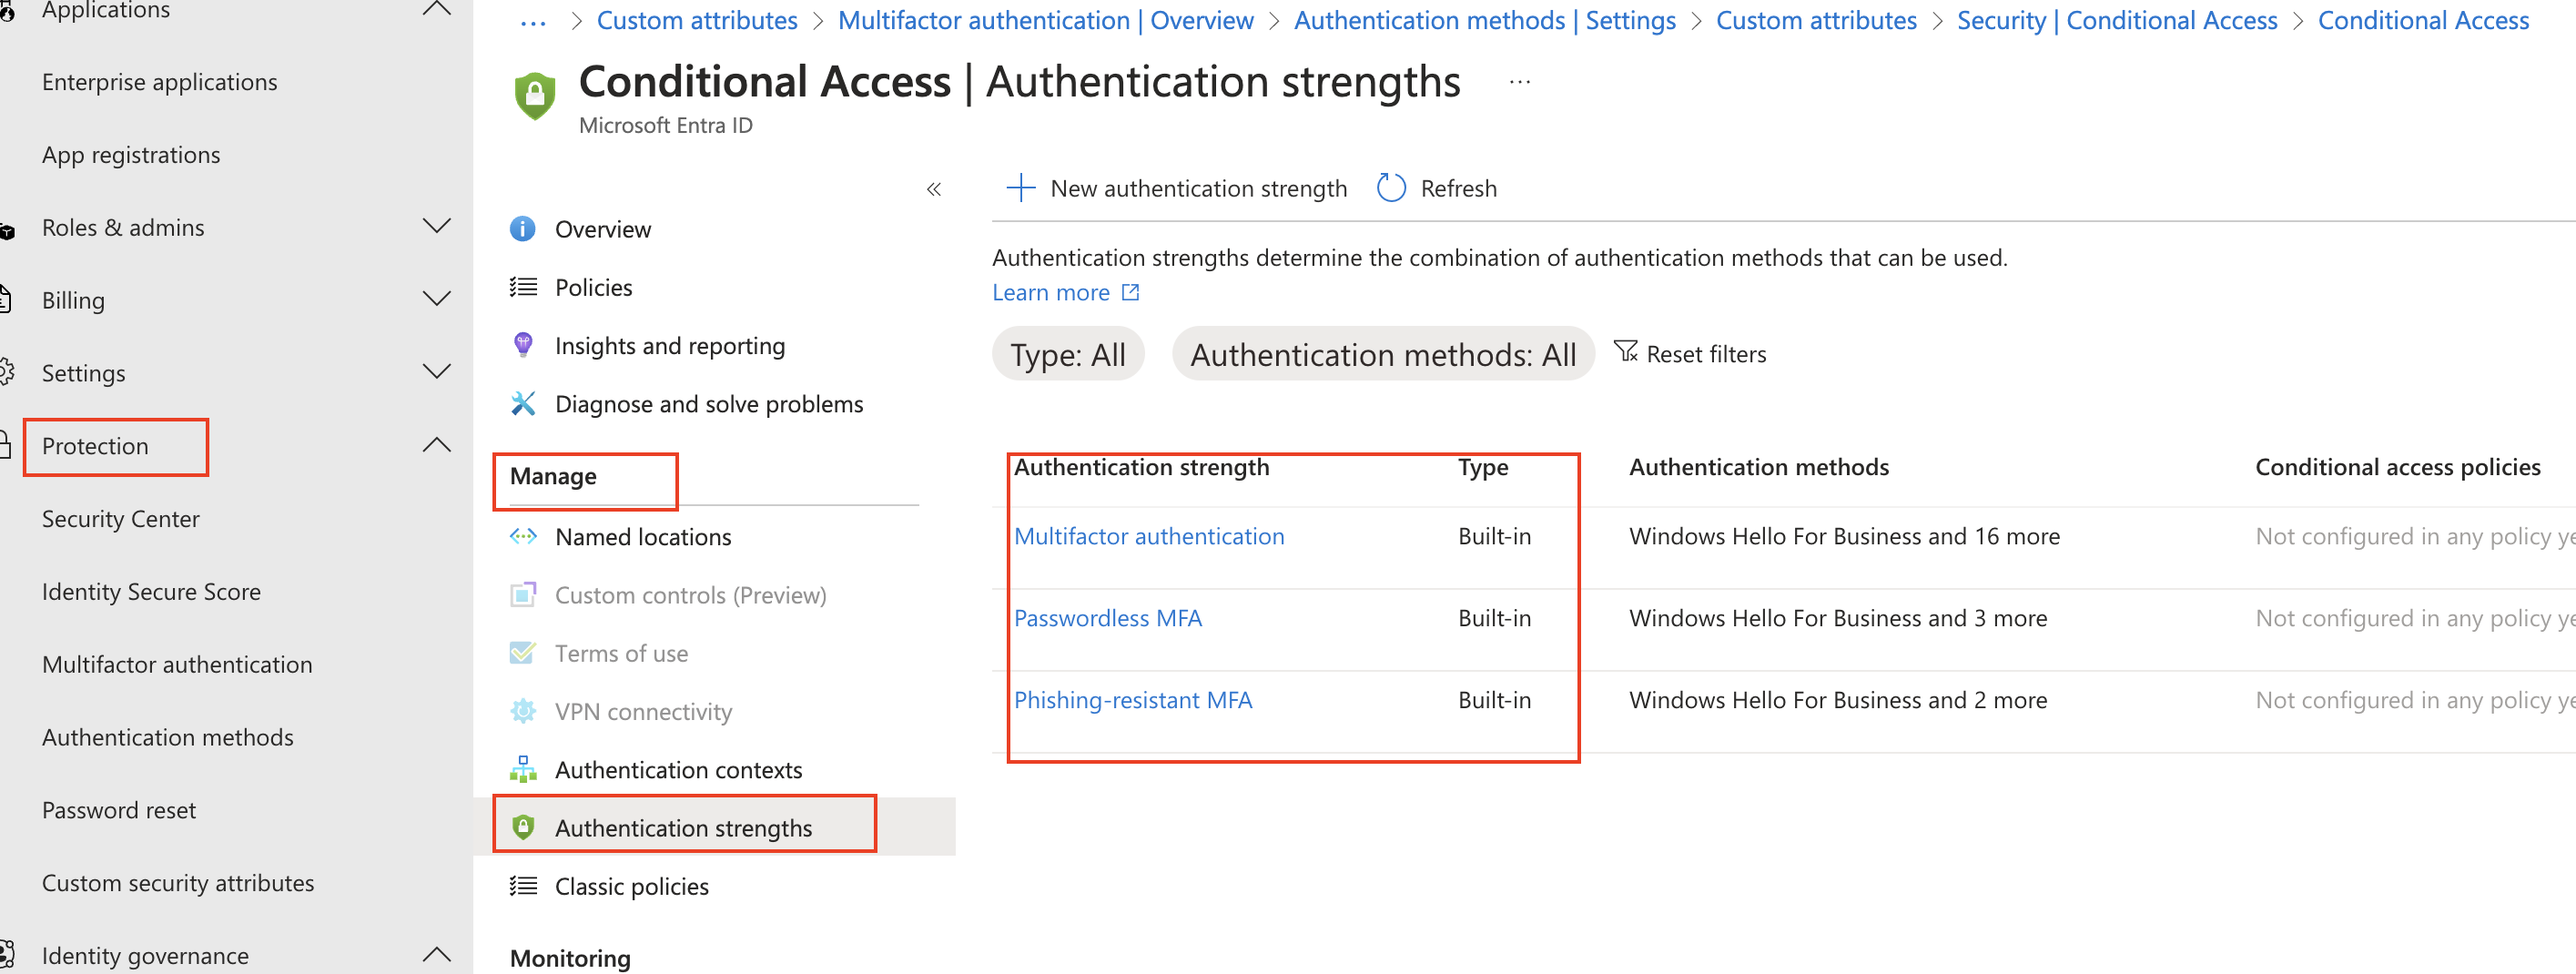 Applications
Enterprise applications
App registrations
Roles & admins
Billing
Settings
Protection
Security Center
Identity Secure Score
Multifactor authentication
Authentication methods
Password reset
Custom security attributes
Identity governance
... > Custom attributes > Multifactor authentication | Overview > Authentication methods | Settings > Custom attributes > Security | Conditional Access > Conditional Access
Conditional Access | Authentication strengths ...
Microsoft Entra ID
«
Overview
Policies
Insights and reporting
Diagnose and solve problems
Manage
Named locations
Custom controls (Preview)
Terms of use
VPN connectivity
Authentication contexts
Authentication strengths
Classic policies
Monitoring
+ New authentication strength Refresh
Authentication strengths determine the combination of authentication methods that can be used.
Learn more
Type: All Authentication methods: All Reset filters
Authentication strength Type Authentication methods Conditional access policies
Multifactor authentication Built-in Windows Hello For Business and 16 more Not configured in any policy ye
Passwordless MFA Built-in Windows Hello For Business and 3 more Not configured in any policy ye
Phishing-resistant MFA Built-in Windows Hello For Business and 2 more Not configured in any policy ye